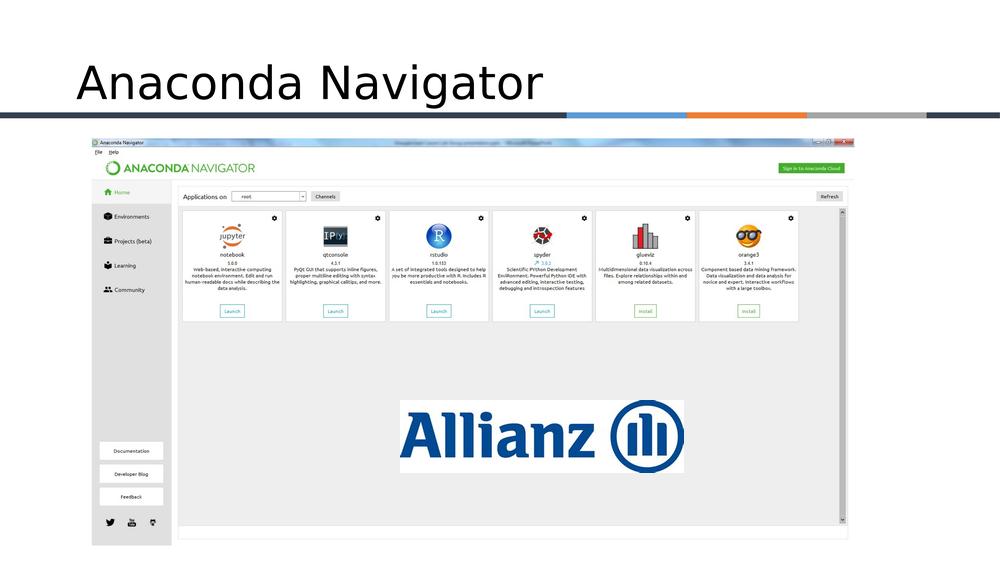 Anaconda Navigator
Anaconda Navigator
File Help
ANACONDA NAVIGATOR
Sign in to Anaconda Cloud
Home
Environments
Projects (beta)
Learning
Community
Documentation
Developer Blog
Feedback
Applications on root Channels Refresh
jupyter
notebook
5.0.0
Web-based, interactive computing
notebook environment. Edit and run
human-readable docs while describing the
data analysis.
Launch
IP[y]:
qtconsole
4.3.1
PyQt GUI that supports inline figures,
proper multiline editing with syntax
highlighting, graphical calltips, and more.
Launch
R
rstudio
1.0.153
A set of integrated tools designed to help
you be more productive with R. Includes R
essentials and notebooks.
Launch
spyder
3.0.2
Scientific PYthon Development
EnviRonment. Powerful Python IDE with
advanced editing, interactive testing,
debugging and introspection features
Launch
glueviz
0.10.4
Multidimensional data visualization across
files. Explore relationships within and
among related datasets.
Install
orange3
3.4.1
Component based data mining framework.
Data visualization and data analysis for
novice and expert. Interactive workflows
with a large toolbox.
Install
Allianz